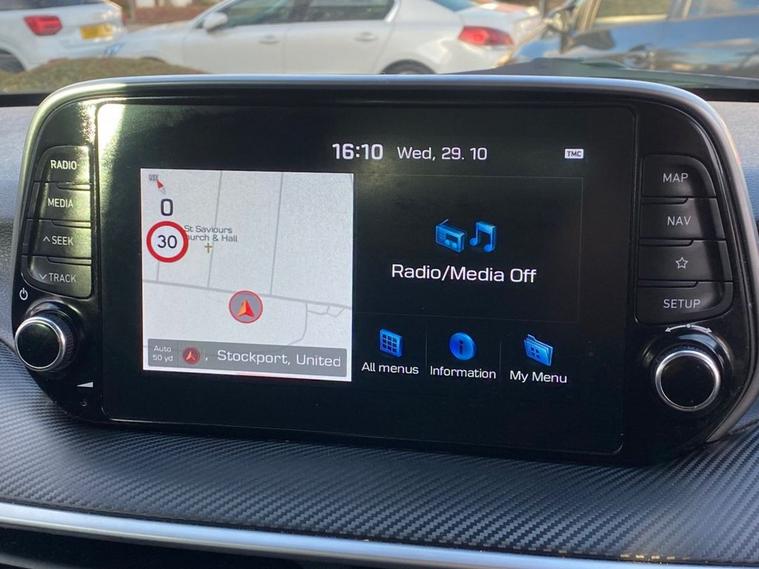 RADIO
MEDIA
SEEK
TRACK
16:10 Wed, 29. 10
TMC
0
30
St Saviours
urch & Hall
Auto
50 yd
Stockport, United
Radio/Media Off
All menus
Information
My Menu
MAP
NAV
SETUP